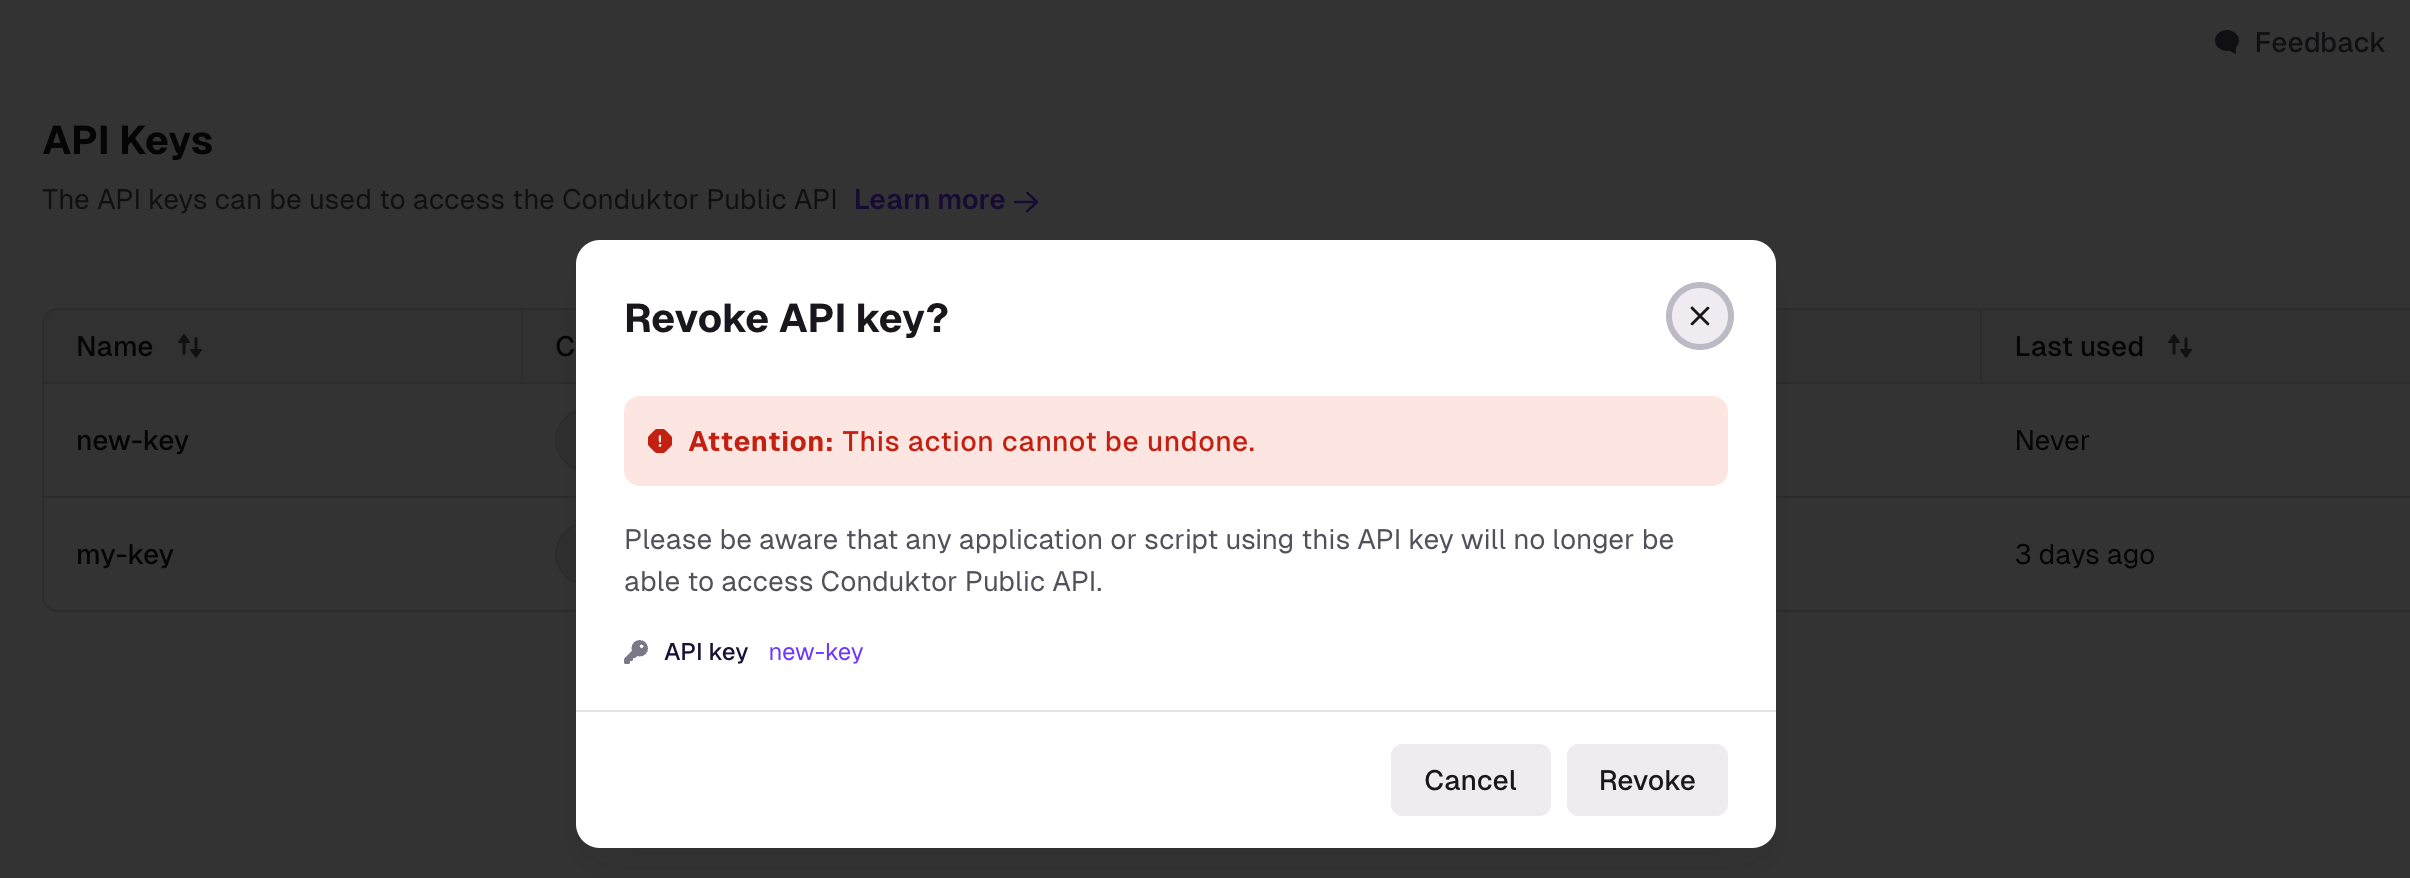 Feedback
API Keys
The API keys can be used to access the Conduktor Public API Learn more →
Name
C
Last used
new-key
Never
my-key
3 days ago
Revoke API key?
Attention: This action cannot be undone.
Please be aware that any application or script using this API key will no longer be
able to access Conduktor Public API.
API key new-key
Cancel
Revoke